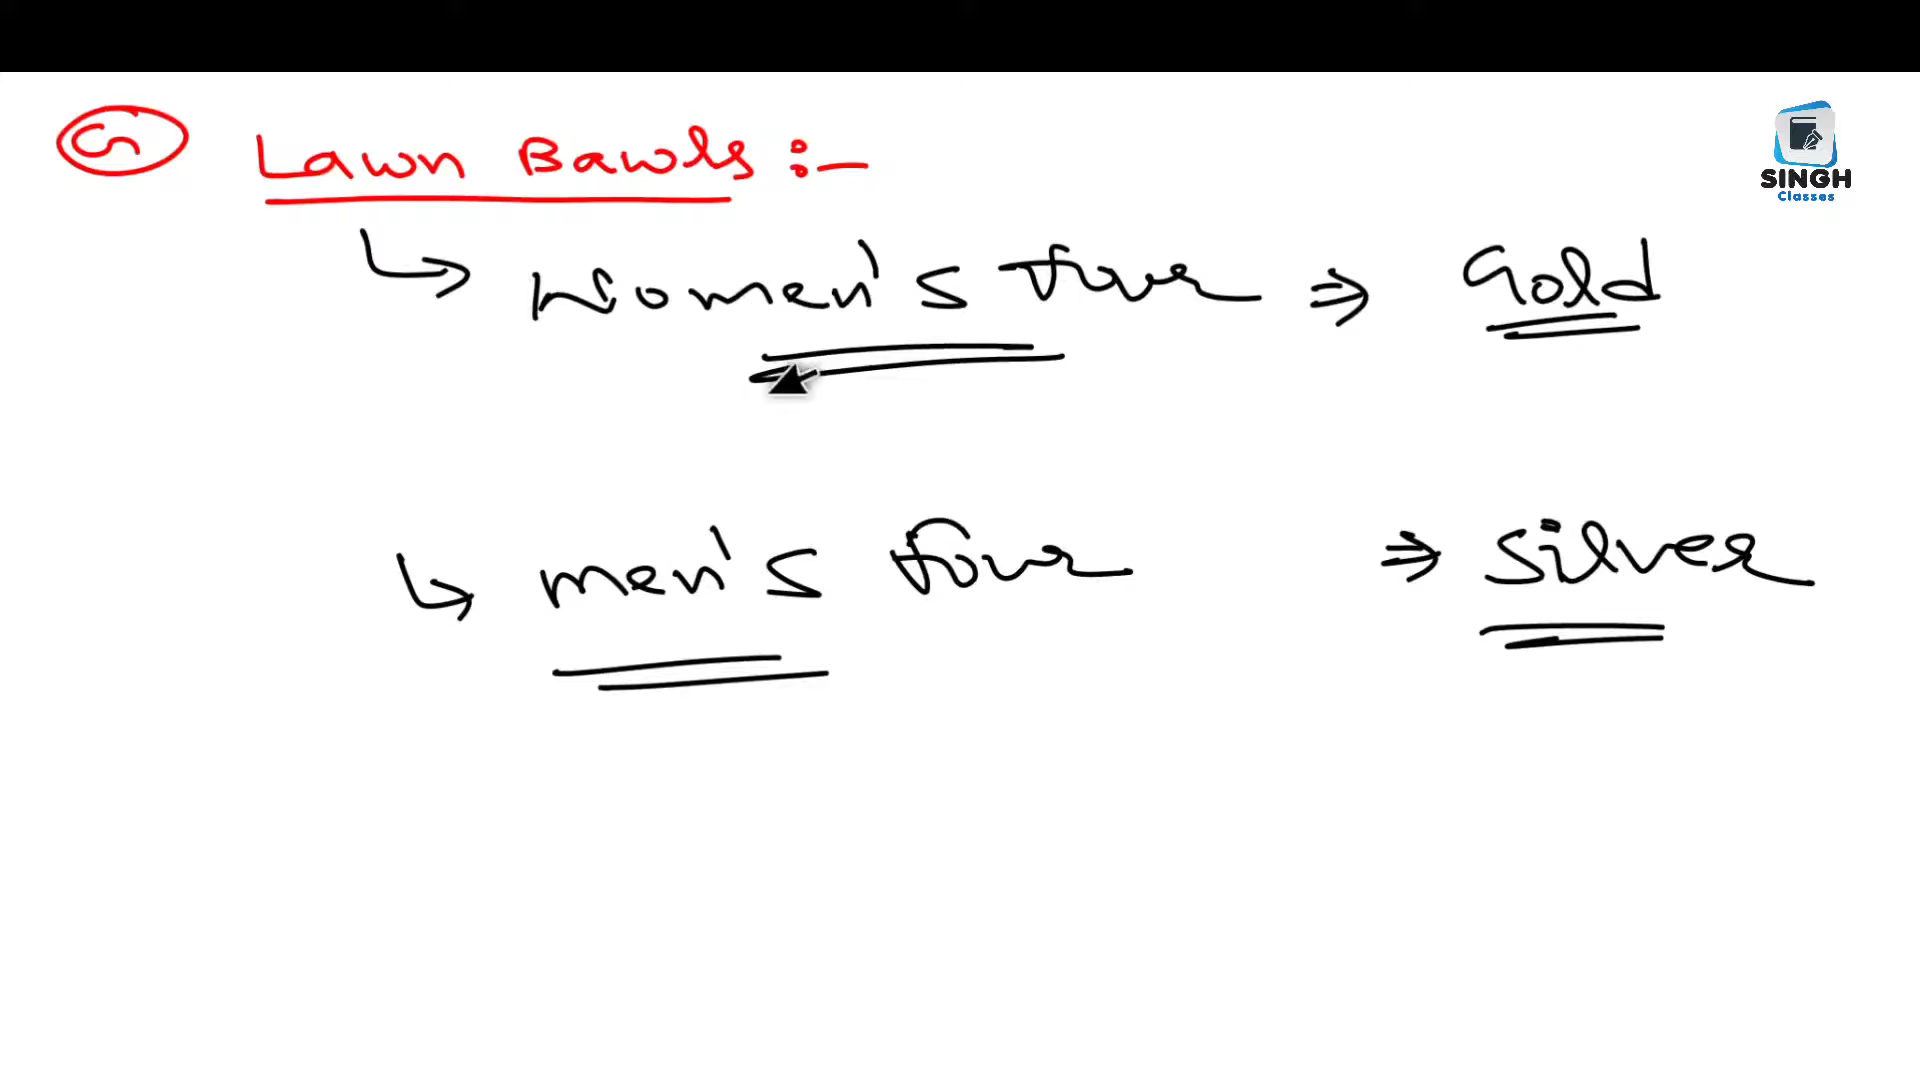 Lawn Bawls :-
SINGH
Classes
↳ Women's four ⇒ Gold
↳ men's four ⇒ Silver